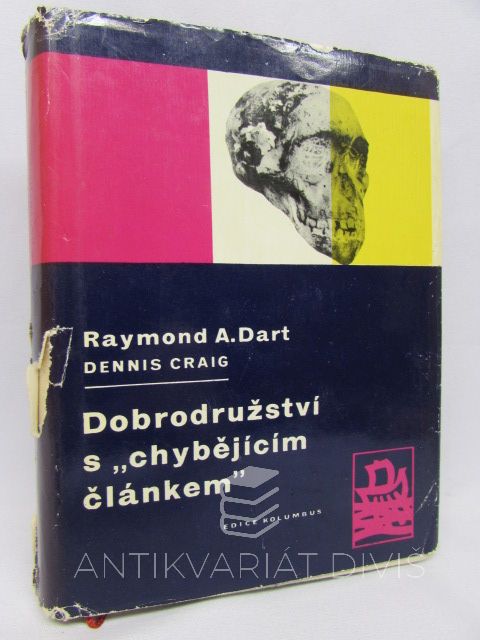 Raymond A.Dart
DENNIS CRAIG
Dobrodružství
s „chybějícím
článkem”
EDICE KOLUMBUS
ANTIKVARIÁT DIVIŠ